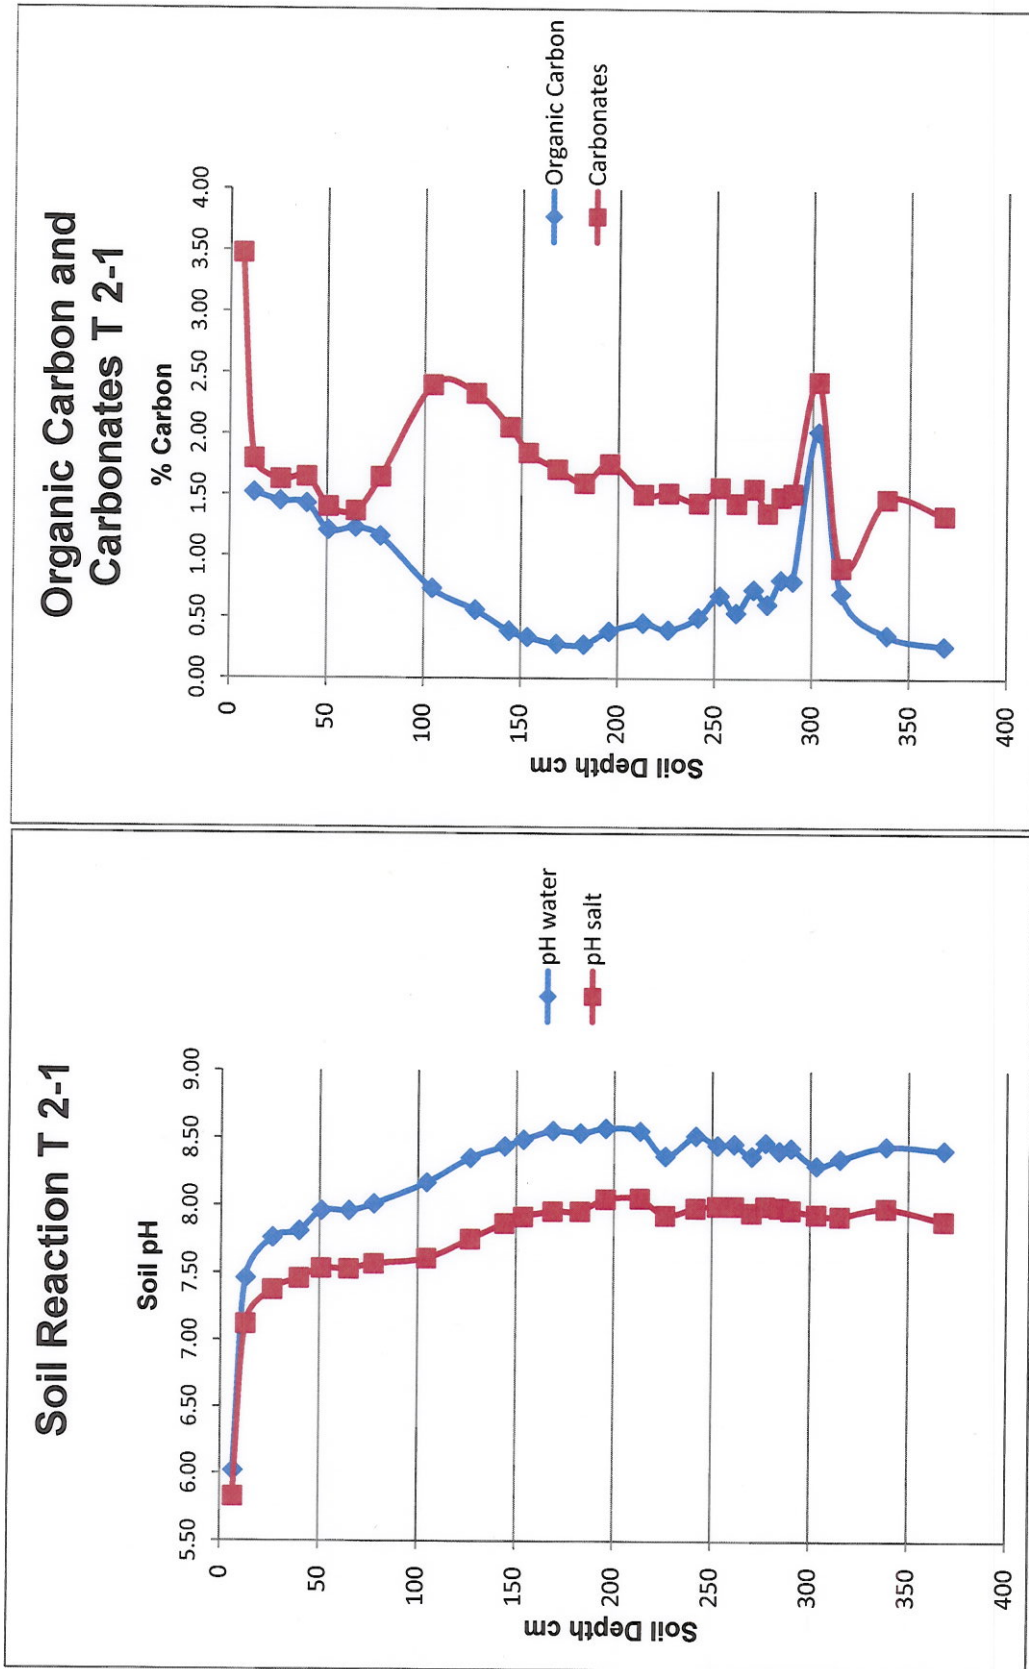 Soil Reaction T 2-1
Soil pH
5.50 6.00 6.50 7.00 7.50 8.00 8.50 9.00
0
50
100
150
200
250
300
350
400
Soil Depth cm
pH water
pH salt
Organic Carbon and
Carbonates T 2-1
% Carbon
0.00 0.50 1.00 1.50 2.00 2.50 3.00 3.50 4.00
0
50
100
150
200
250
300
350
400
Soil Depth cm
Organic Carbon
Carbonates